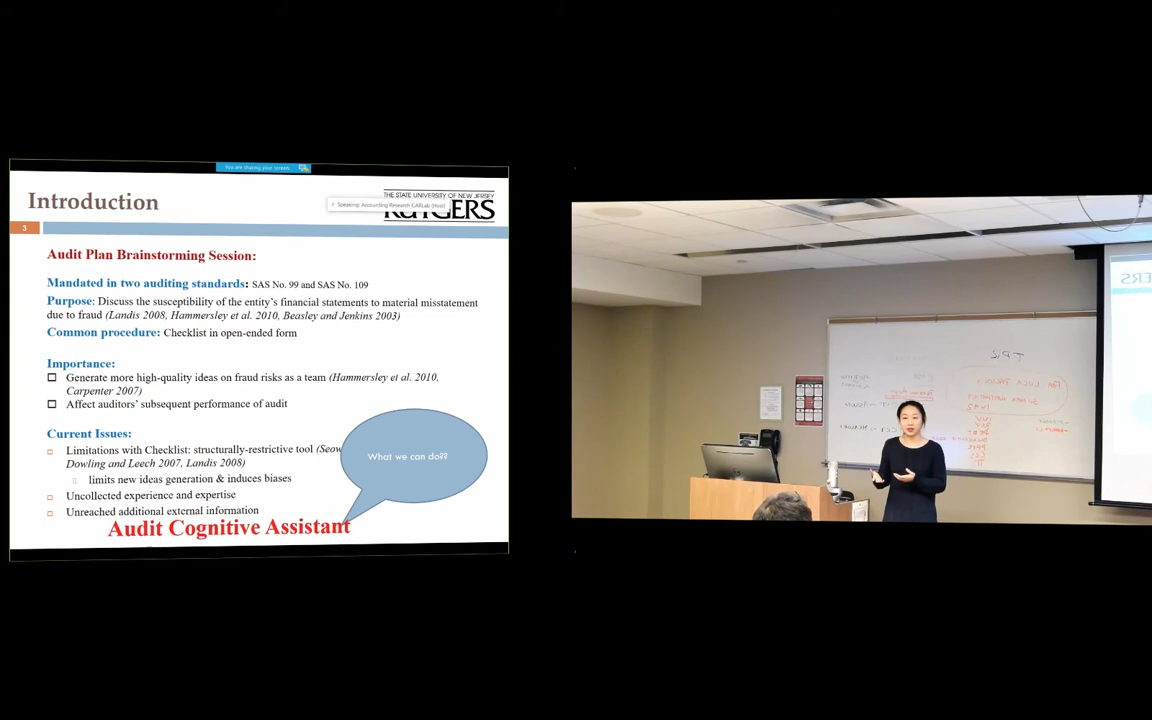 You are sharing your screen.
Introduction
THE STATE UNIVERSITY OF NEW JERSEY
Speaking: Accounting Research CARLab (Host)
RUTGERS
3
Audit Plan Brainstorming Session:
Mandated in two auditing standards: SAS No. 99 and SAS No. 109
Purpose: Discuss the susceptibility of the entity's financial statements to material misstatement
due to fraud (Landis 2008, Hammersley et al. 2010, Beasley and Jenkins 2003)
Common procedure: Checklist in open-ended form
Importance:
Generate more high-quality ideas on fraud risks as a team (Hammersley et al. 2010,
Carpenter 2007)
Affect auditors' subsequent performance of audit
Current Issues:
Limitations with Checklist: structurally-restrictive tool (Seow
Dowling and Leech 2007, Landis 2008)
limits new ideas generation & induces biases
Uncollected experience and expertise
Unreached additional external information
Audit Cognitive Assistant
What we can do??
RUTGERS